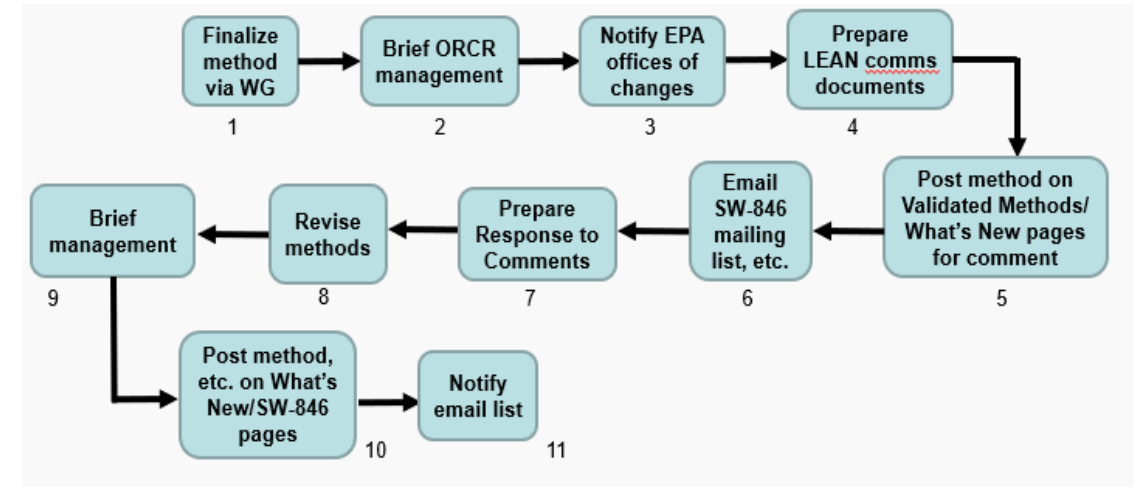 Finalize
method
via WG
1
Brief ORCR
management
2
Notify EPA
offices of
changes
3
Prepare
LEAN comms
documents
4
Post method on
Validated Methods/
What's New pages
for comment
5
Email
SW-846
mailing
list, etc.
6
Prepare
Response to
Comments
7
Revise
methods
8
Brief
management
9
Post method,
etc. on What's
New/SW-846
pages
10
Notify
email list
11